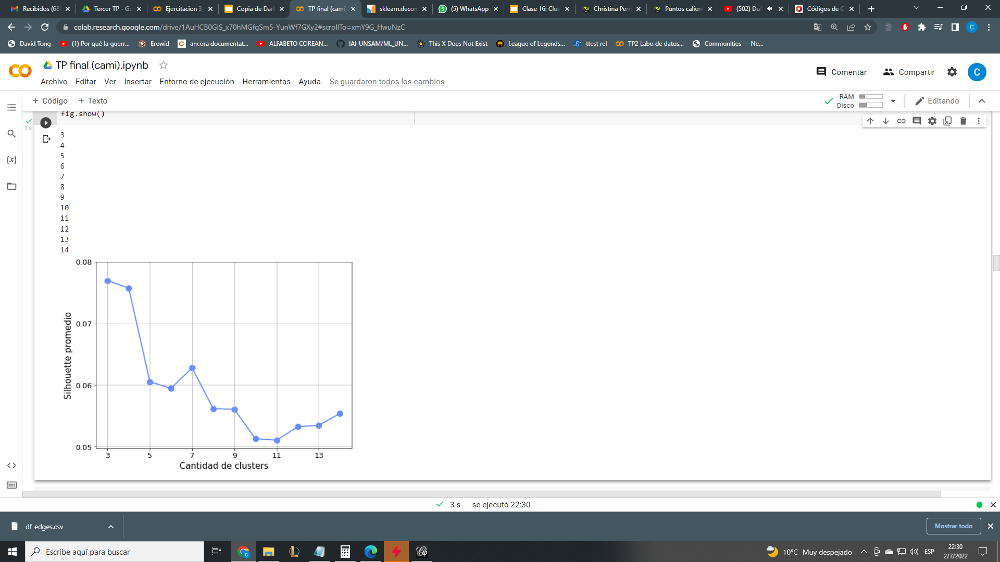 Recibidos (68
Tercer TP - Go
Ejercitacion 3_
Copia de Dark
TP final (cami)
sklearn.decom
(5) WhatsApp
Clase 16: Clus
Christina Perri
Puntos calien
(502) Duf
Códigos de C
colab.research.google.com/drive/1AuHCB0GlS_x70hMGfgSm5-YunWf7GXy2#scrollTo=xmY9G_HwuNzC
C
David Tong
(1) Por qué la guerr...
Erowid
ancora documentat...
ALFABETO COREAN...
IAI-UNSAM/ML_UN...
This X Does Not Exist
League of Legends...
ttest rel
TP2 Labo de datos...
Communities — Ne...
TP final (cami).ipynb
Comentar
Compartir
C
Archivo Editar Ver Insertar Entorno de ejecución Herramientas Ayuda Se guardaron todos los cambios
+ Código + Texto
RAM
Disco
Editando
fig.show()
3 s
3
4
5
6
7
8
9
10
11
12
13
14
{x}
0.08
0.07
0.06
0.05
Silhouette promedio
3 5 7 9 11 13
Cantidad de clusters
3 s se ejecutó 22:30
df_edges.csv
Mostrar todo
Escribe aquí para buscar
10°C Muy despejado
ESP
22:30
2/7/2022